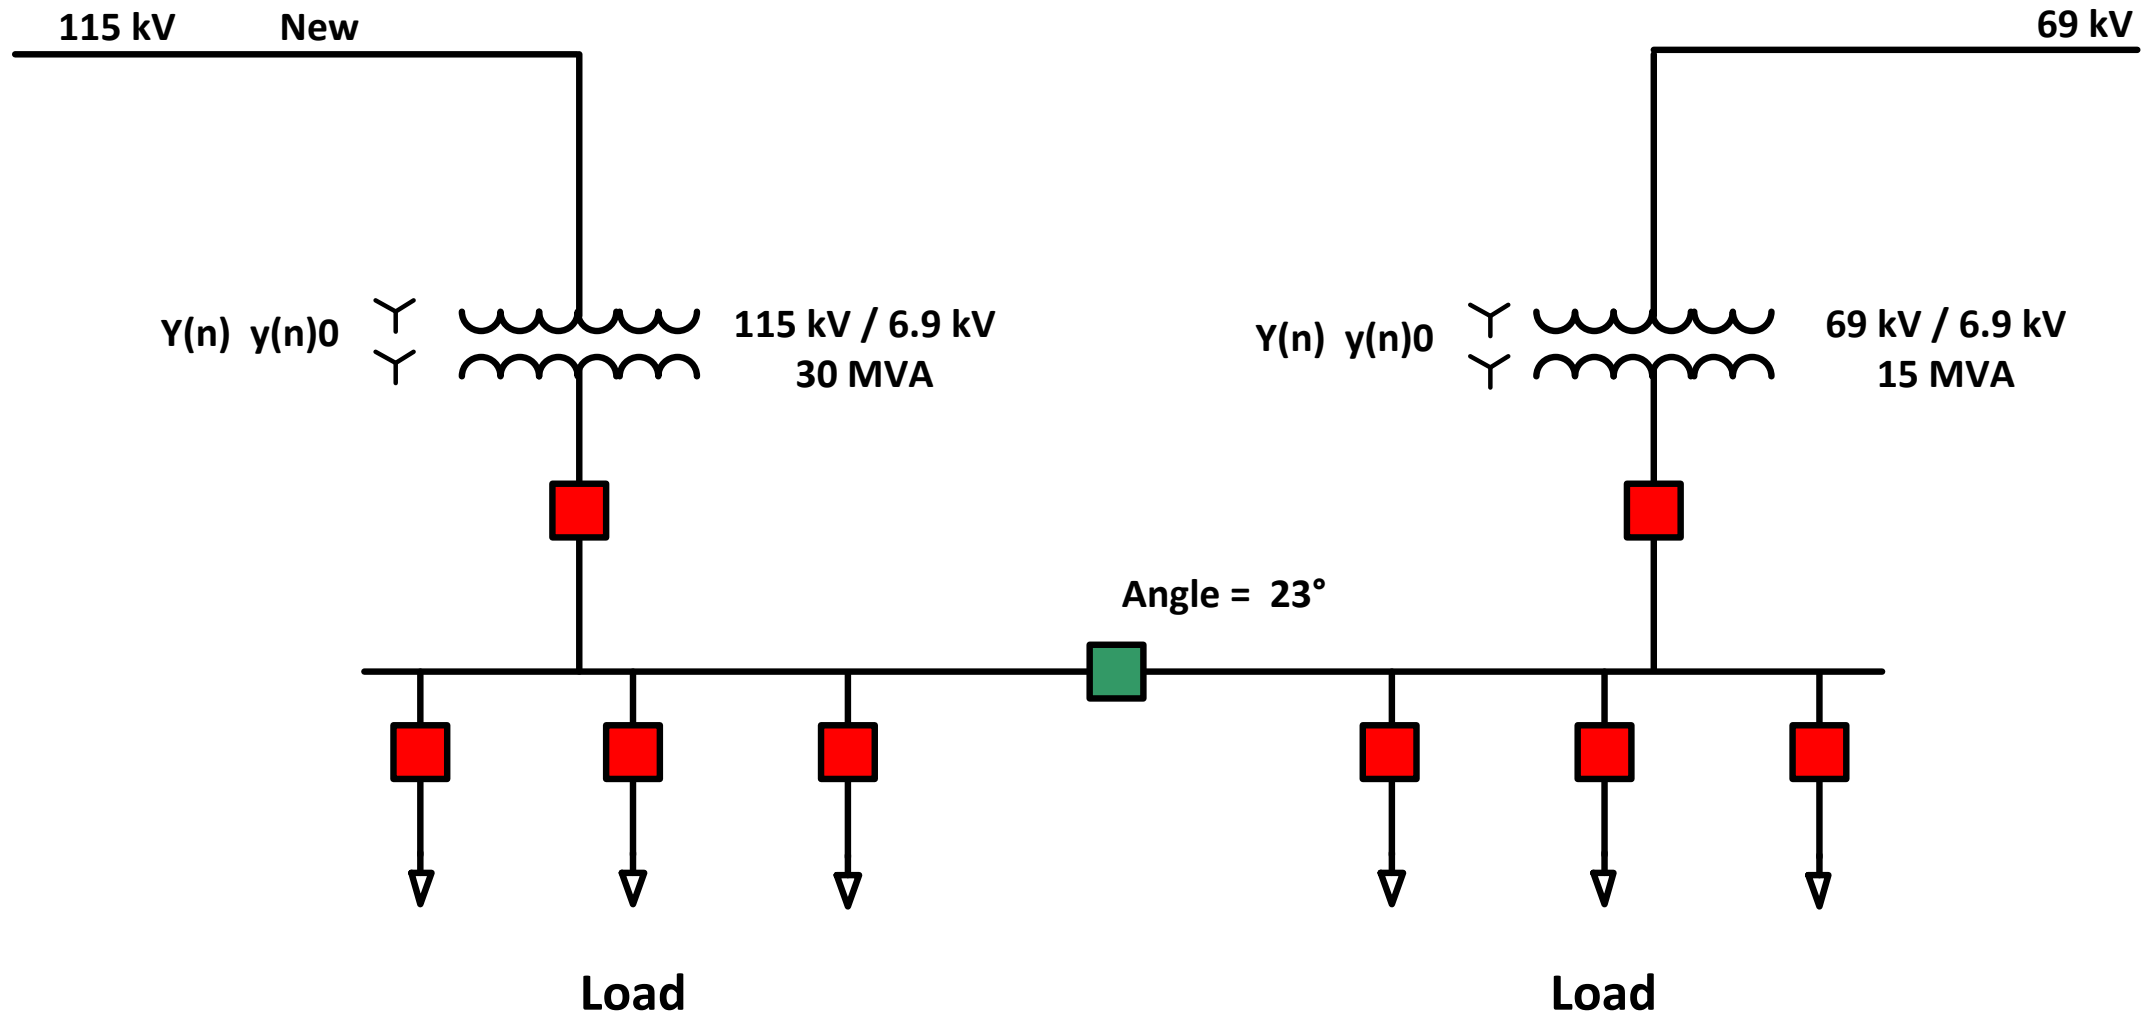 115 kV New
69 kV
Y(n) y(n)0
115 kV / 6.9 kV
30 MVA
Y(n) y(n)0
69 kV / 6.9 kV
15 MVA
Angle = 23°
Load
Load